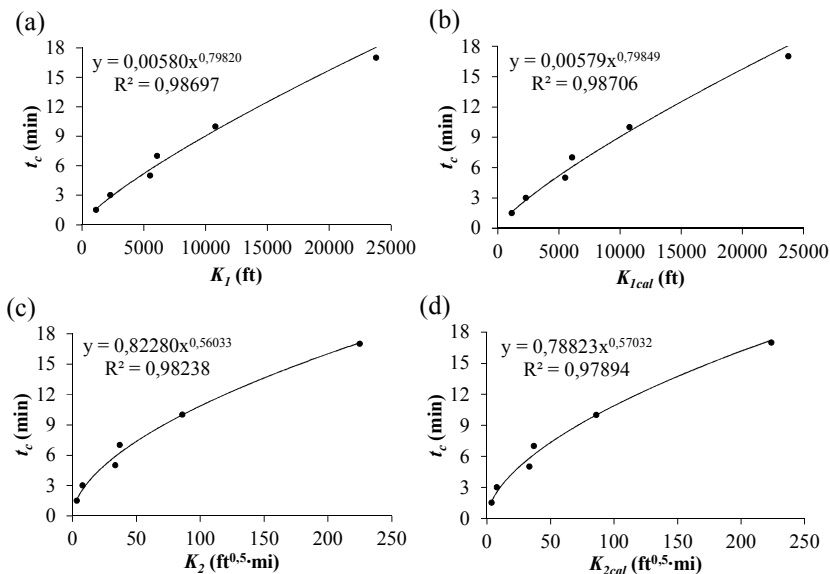 (a)
y = 0,00580x^0,79820
R² = 0,98697
18
15
12
9
6
3
0
t_c (min)
0 5000 10000 15000 20000 25000
K_1 (ft)
(b)
y = 0,00579x^0,79849
R² = 0,98706
18
15
12
9
6
3
0
t_c (min)
0 5000 10000 15000 20000 25000
K_1cal (ft)
(c)
y = 0,82280x^0,56033
R² = 0,98238
18
15
12
9
6
3
0
t_c (min)
0 50 100 150 200 250
K_2 (ft^0,5·mi)
(d)
y = 0,78823x^0,57032
R² = 0,97894
18
15
12
9
6
3
0
t_c (min)
0 50 100 150 200 250
K_2cal (ft^0,5·mi)